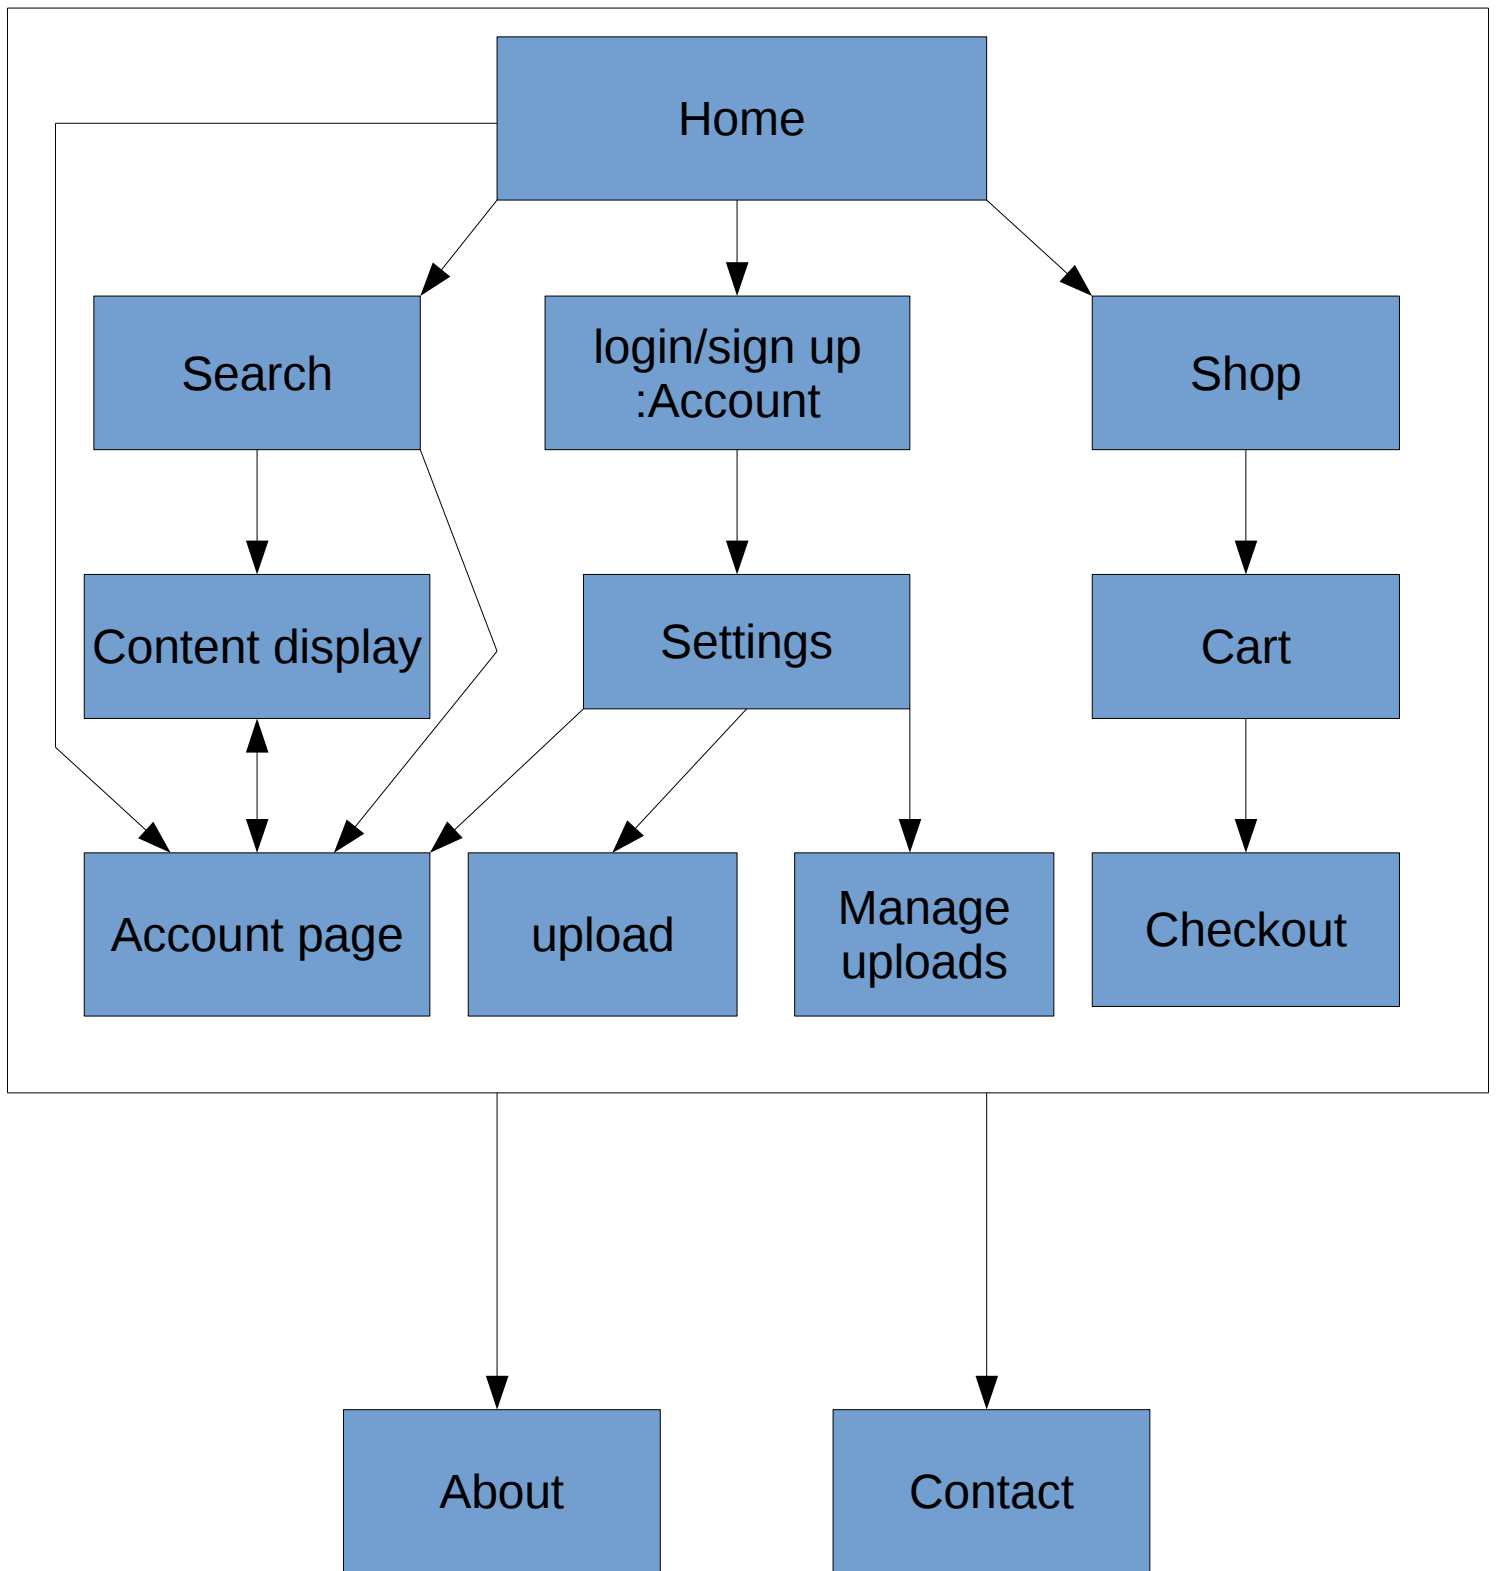 Home
Search
login/sign up
:Account
Shop
Content display
Settings
Cart
Account page
upload
Manage
uploads
Checkout
About
Contact